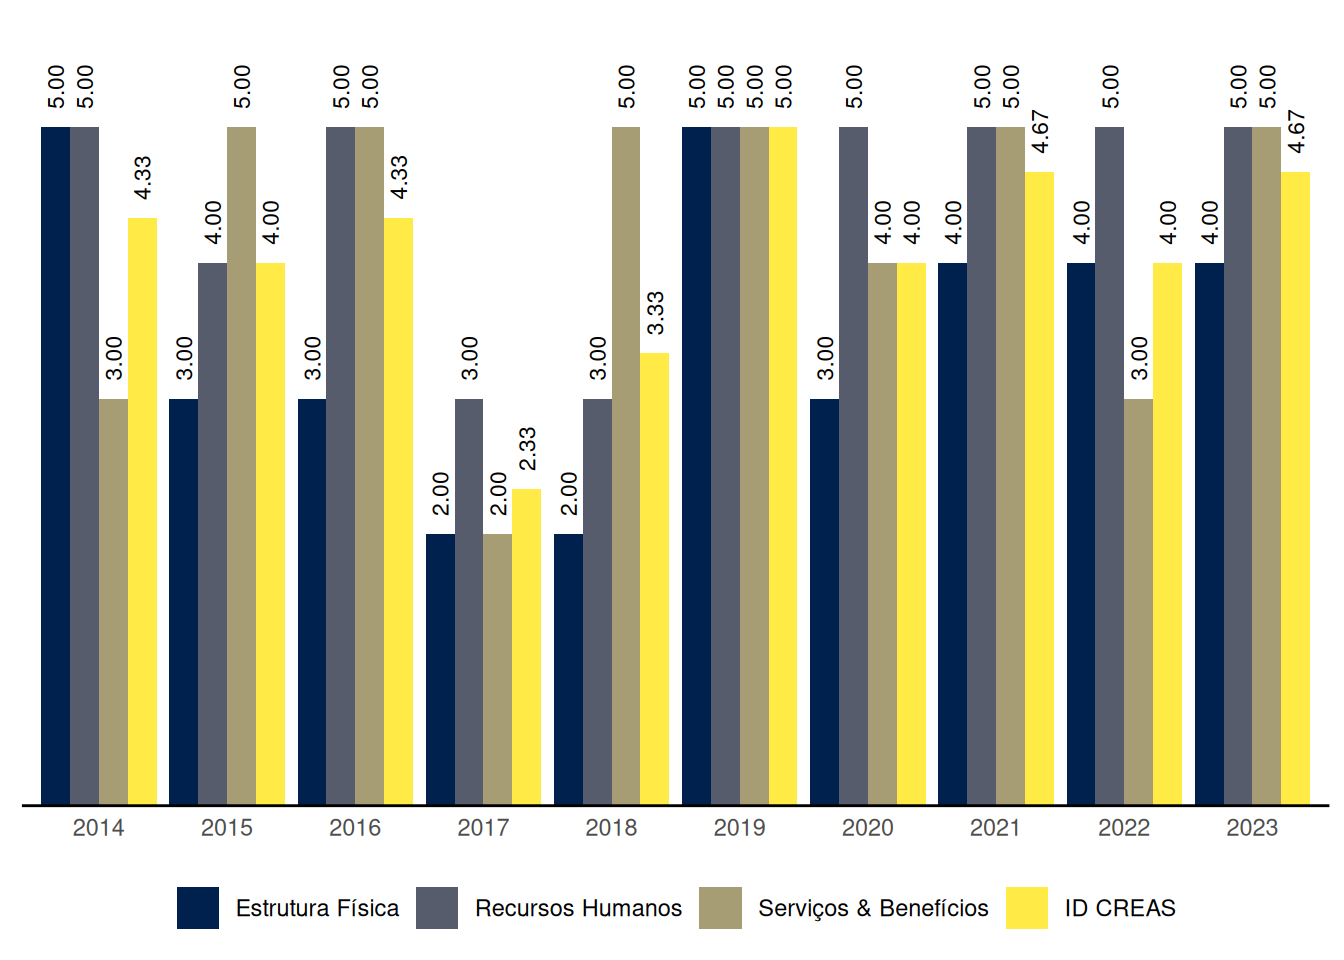 5.00 5.00 3.00 4.33 3.00 4.00 5.00 4.00 3.00 5.00 5.00 4.33 2.00 3.00 2.00 2.33 2.00 3.00 5.00 3.33 5.00 5.00 5.00 5.00 3.00 5.00 4.00 4.00 4.00 5.00 5.00 4.67 4.00 5.00 3.00 4.00 4.00 5.00 5.00 4.67
2014 2015 2016 2017 2018 2019 2020 2021 2022 2023
Estrutura Física Recursos Humanos Serviços & Benefícios ID CREAS